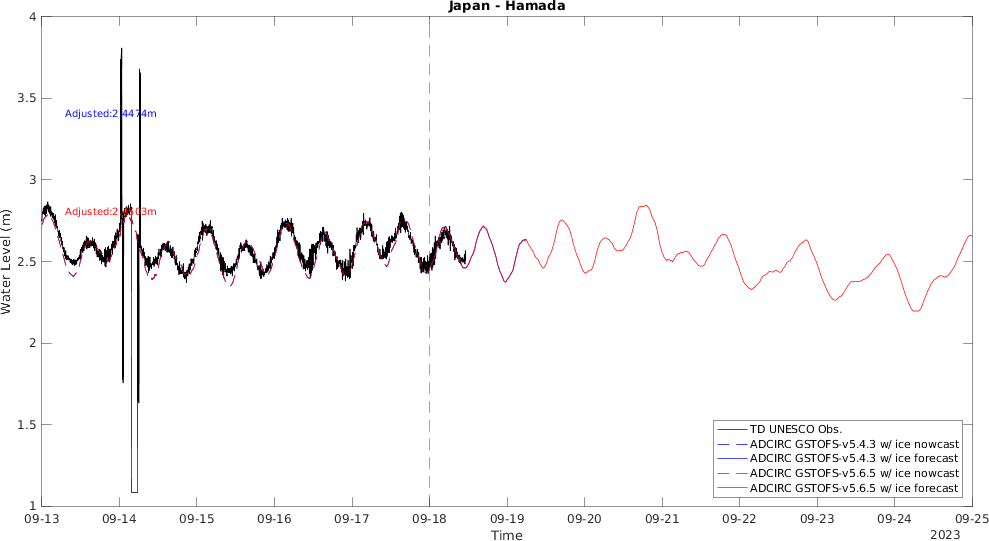 Japan - Hamada
Water Level (m)
4
3.5
3
2.5
2
1.5
1
Adjusted:2.4474m
Adjusted:
09-13
09-14
09-15
09-16
09-17
09-18
09-19
09-20
09-21
09-22
09-23
09-24
09-25
Time
2023
TD UNESCO Obs.
ADCIRC GSTOFS-v5.4.3 w/ ice nowcast
ADCIRC GSTOFS-v5.4.3 w/ ice forecast
ADCIRC GSTOFS-v5.6.5 w/ ice nowcast
ADCIRC GSTOFS-v5.6.5 w/ ice forecast